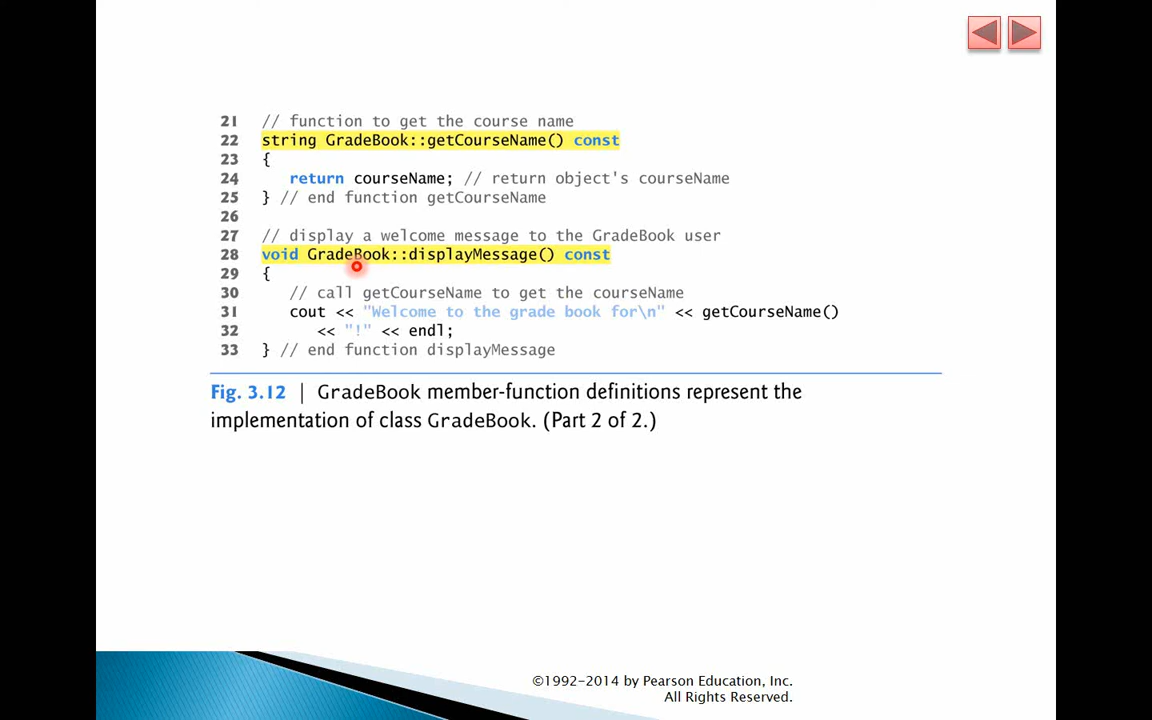 21 // function to get the course name
22 string GradeBook::getCourseName() const
23 {
24 return courseName; // return object's courseName
25 } // end function getCourseName
26
27 // display a welcome message to the GradeBook user
28 void GradeBook::displayMessage() const
29 {
30 // call getCourseName to get the courseName
31 cout << "Welcome to the grade book for\n" << getCourseName()
32 << "!" << endl;
33 } // end function displayMessage
Fig. 3.12 | GradeBook member-function definitions represent the
implementation of class GradeBook. (Part 2 of 2.)
©1992-2014 by Pearson Education, Inc.
All Rights Reserved.